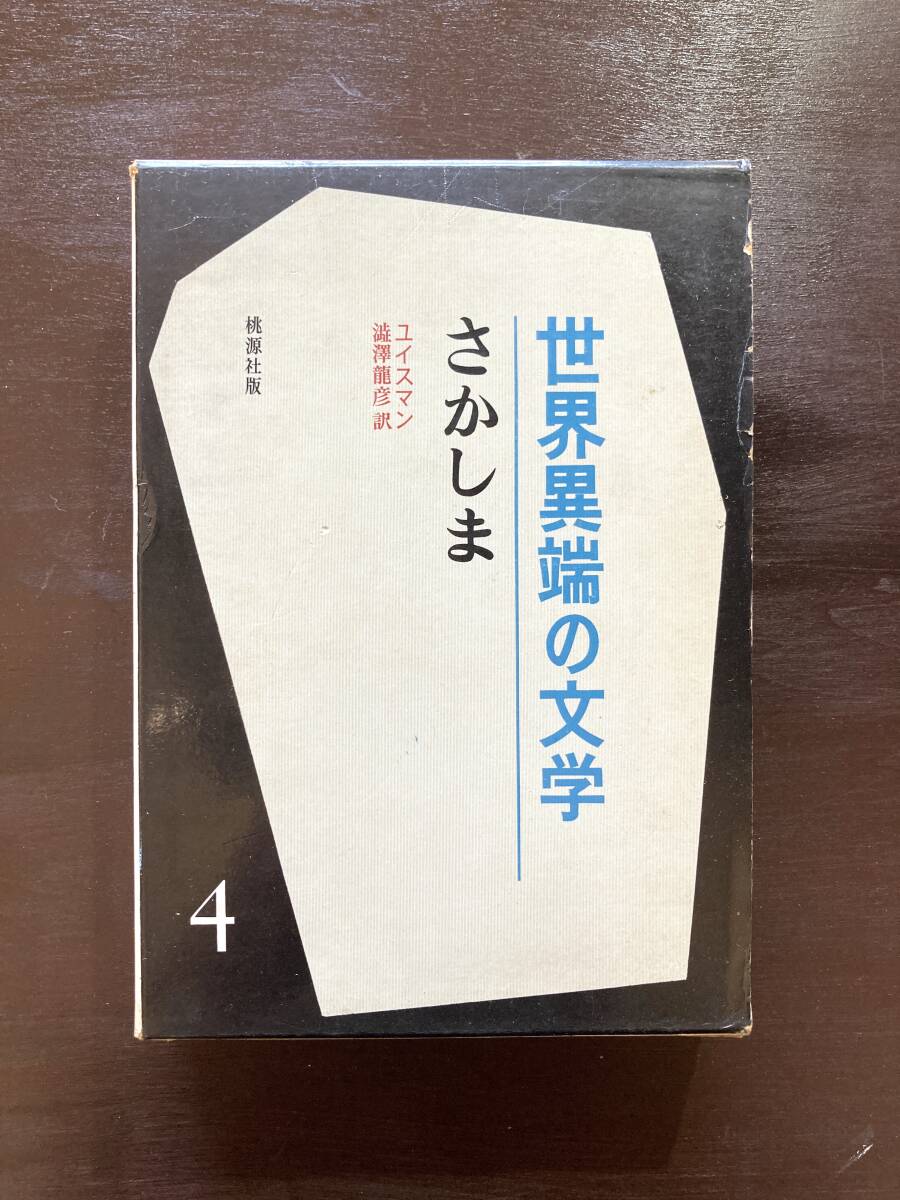 世界異端の文学
さかしま
ユイスマン
澁澤龍彦 訳
桃源社版
4